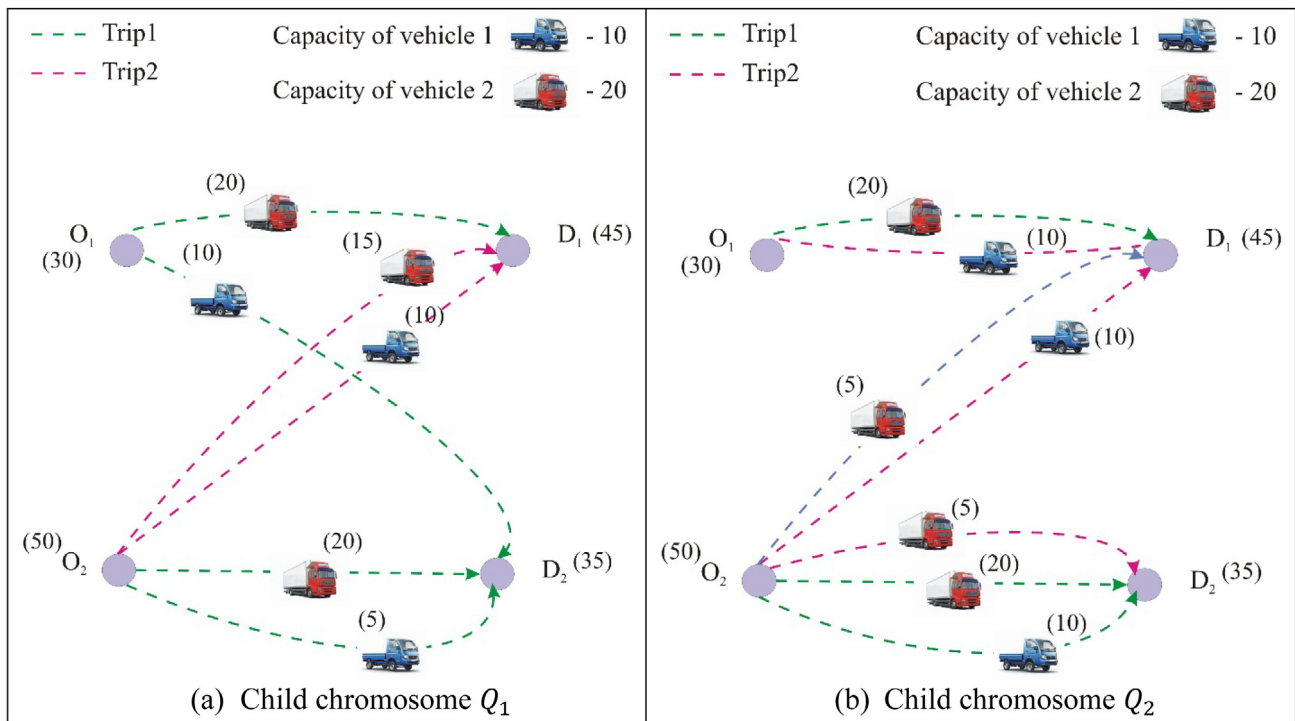 Trip1
Capacity of vehicle 1 - 10
Trip2
Capacity of vehicle 2 - 20
(20)
O1
(30)
(10)
(15)
D1 (45)
(10)
(50)
O2
(20)
D2 (35)
(5)
(a) Child chromosome Q1
Trip1
Capacity of vehicle 1 - 10
Trip2
Capacity of vehicle 2 - 20
(20)
O1
(30)
(10)
D1 (45)
(10)
(5)
(5)
(50)
O2
(20)
D2 (35)
(10)
(b) Child chromosome Q2